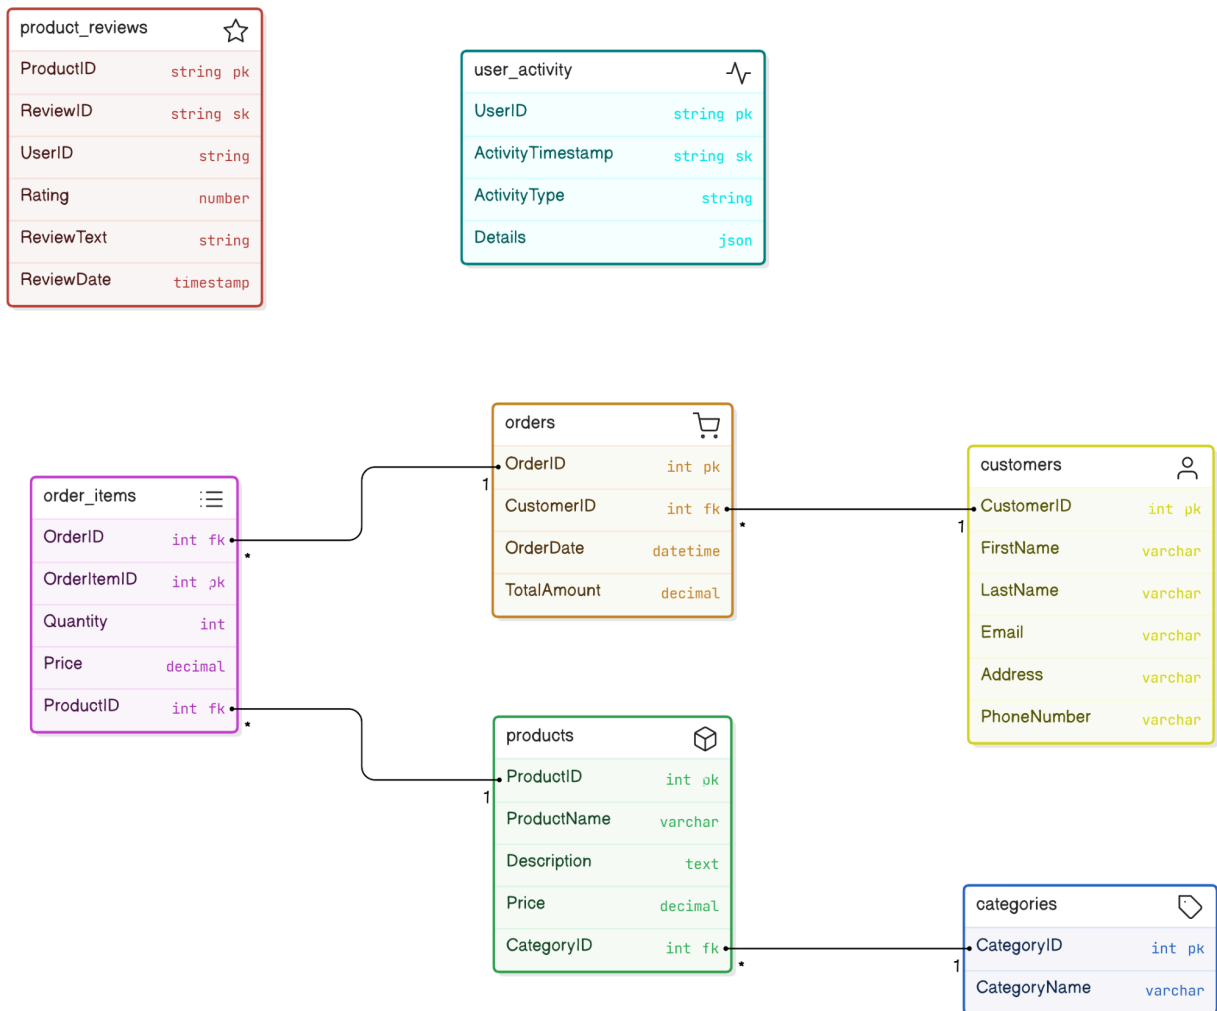 product_reviews
ProductID string pk
ReviewID string sk
UserID string
Rating number
ReviewText string
ReviewDate timestamp
user_activity
UserID string pk
ActivityTimestamp string sk
ActivityType string
Details json
orders
OrderID int pk
CustomerID int fk
OrderDate datetime
TotalAmount decimal
1
*
customers
CustomerID int pk
FirstName varchar
LastName varchar
Email varchar
Address varchar
PhoneNumber varchar
1
order_items
OrderID int fk
OrderItemID int pk
Quantity int
Price decimal
ProductID int fk
*
*
products
ProductID int pk
ProductName varchar
Description text
Price decimal
CategoryID int fk
1
*
categories
CategoryID int pk
CategoryName varchar
1